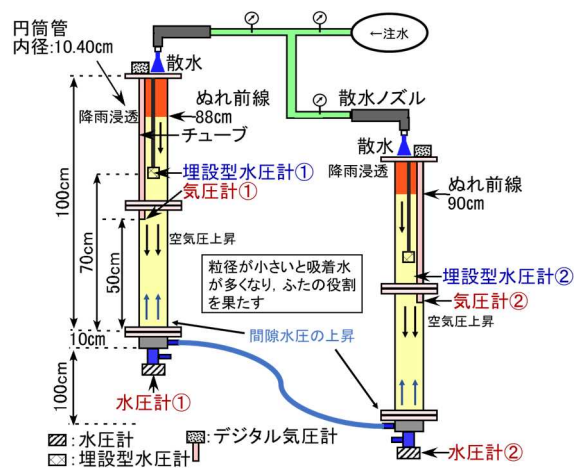 円筒管
内径:10.40cm
散水
←注水
降雨浸透
ぬれ前線
88cm
チューブ
散水ノズル
散水
降雨浸透
埋設型水圧計①
気圧計①
ぬれ前線
90cm
100cm
70cm
50cm
空気圧上昇
粒径が小さいと吸着水
が多くなり，ふたの役割
を果たす
埋設型水圧計②
気圧計②
空気圧上昇
間隙水圧の上昇
10cm
100cm
水圧計①
水圧計②
:水圧計
:デジタル気圧計
:埋設型水圧計